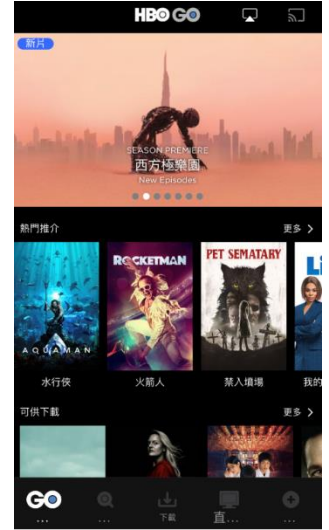 HBO GO
新片
SEASON PREMIERE
西方極樂園
New Episodes
熱門推介
更多
AQUAMAN
ROCKETMAN
PET SEMATARY
Li
水行俠
火箭人
禁入墳場
我的
可供下載
更多
GO
...
...
下載
直...
...